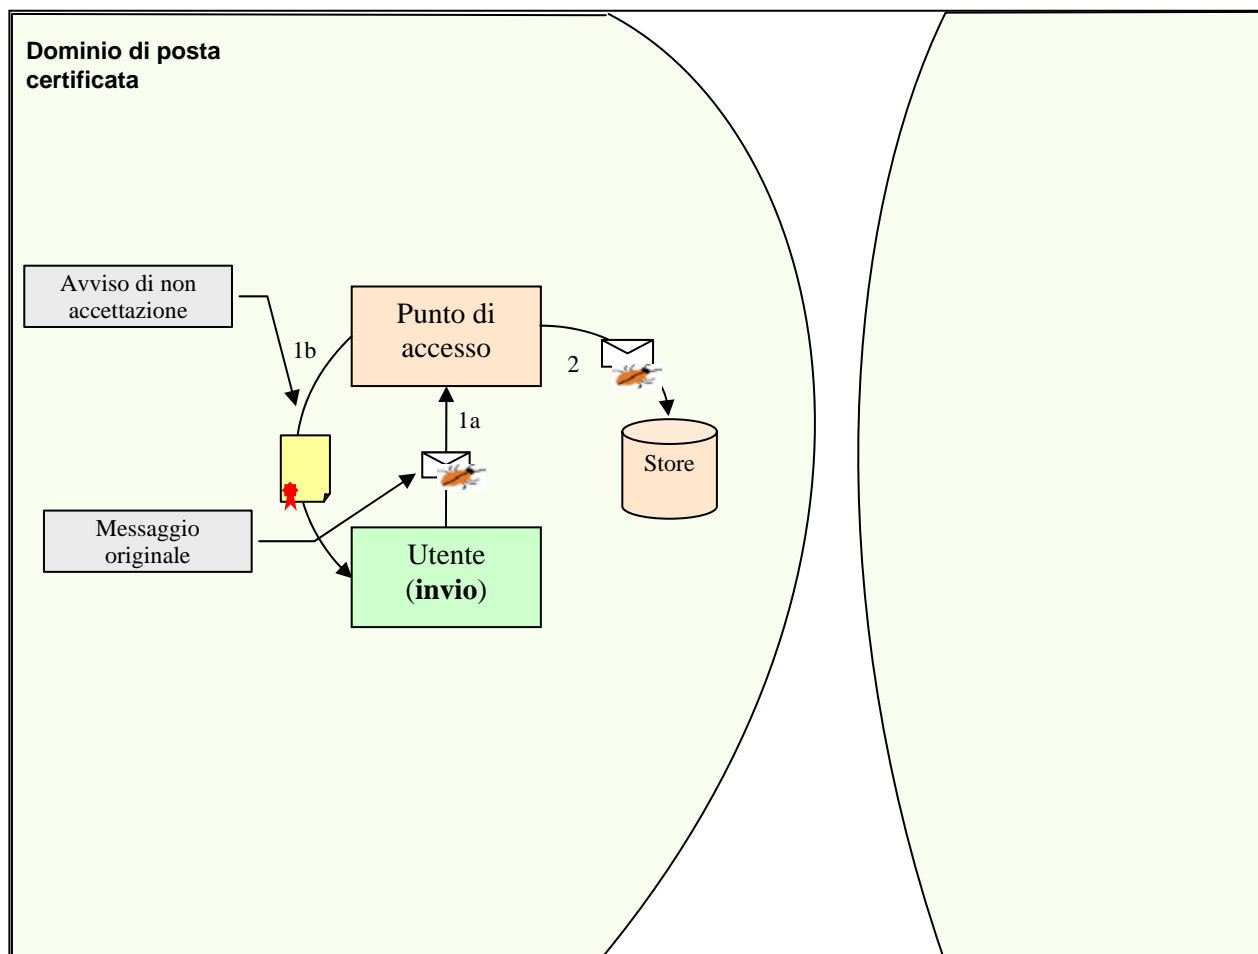 Dominio di posta
certificata
Avviso di non
accettazione
Punto di
accesso
1b
2
1a
Store
Messaggio
originale
Utente
(invio)